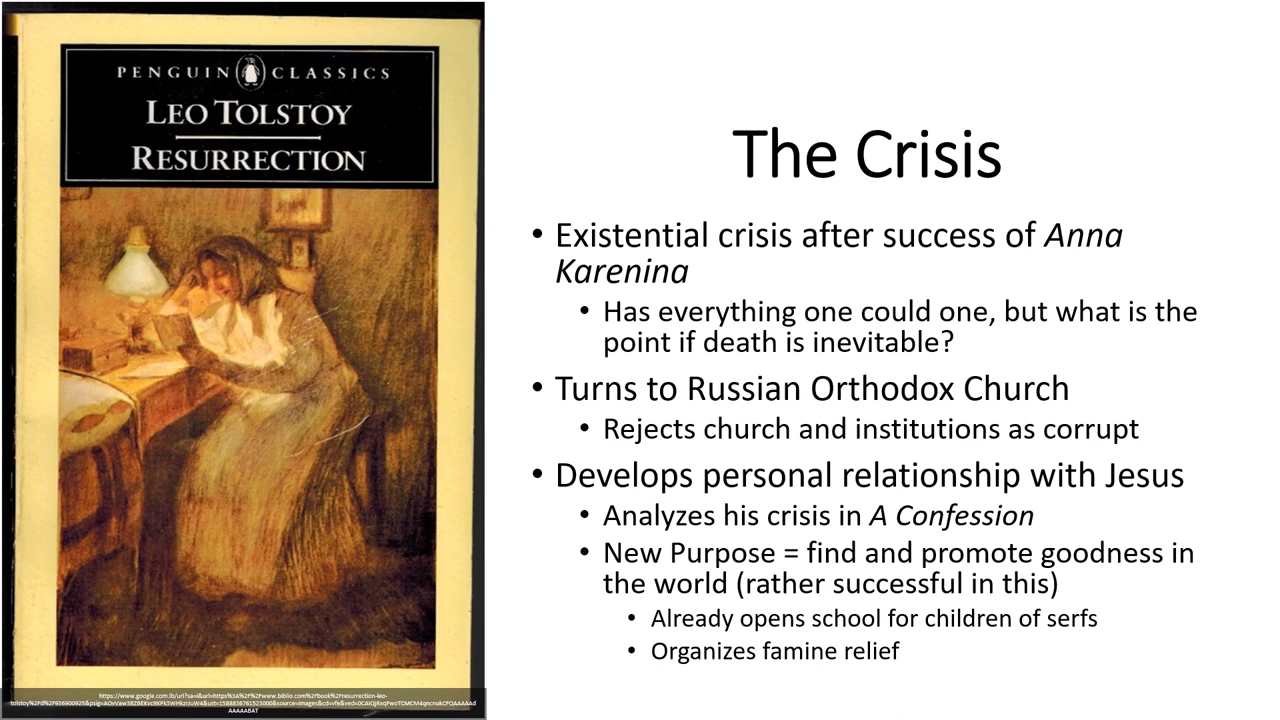 PENGUIN CLASSICS
LEO TOLSTOY
RESURRECTION
The Crisis
• Existential crisis after success of Anna
Karenina
• Has everything one could one, but what is the
point if death is inevitable?
• Turns to Russian Orthodox Church
• Rejects church and institutions as corrupt
• Develops personal relationship with Jesus
• Analyzes his crisis in A Confession
• New Purpose = find and promote goodness in
the world (rather successful in this)
• Already opens school for children of serfs
• Organizes famine relief